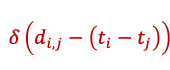 δ(d_{i,j} − (t_i − t_j))